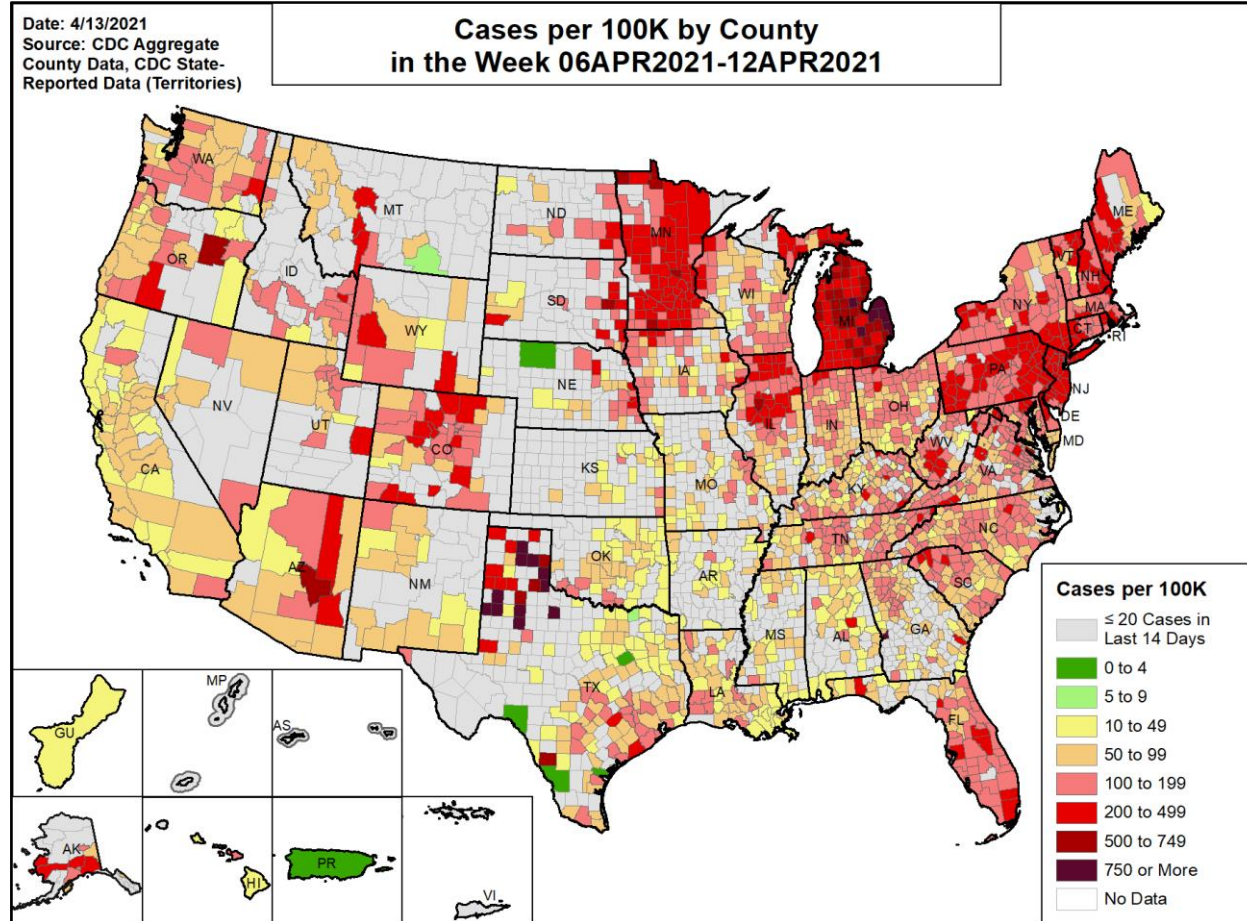 Date: 4/13/2021
Source: CDC Aggregate
County Data, CDC State-
Reported Data (Territories)
Cases per 100K by County
in the Week 06APR2021-12APR2021
WA
MT
ND
MN
ME
OR
ID
SD
WI
VT
NH
NY
MA
CT
RI
WY
MI
IA
NE
PA
NJ
NV
UT
CO
IL
IN
OH
DE
MD
WV
VA
CA
KS
MO
KY
AZ
NM
OK
AR
TN
NC
SC
MS
AL
GA
TX
LA
FL
GU
MP
AS
AK
HI
PR
VI
Cases per 100K
≤ 20 Cases in
Last 14 Days
0 to 4
5 to 9
10 to 49
50 to 99
100 to 199
200 to 499
500 to 749
750 or More
No Data